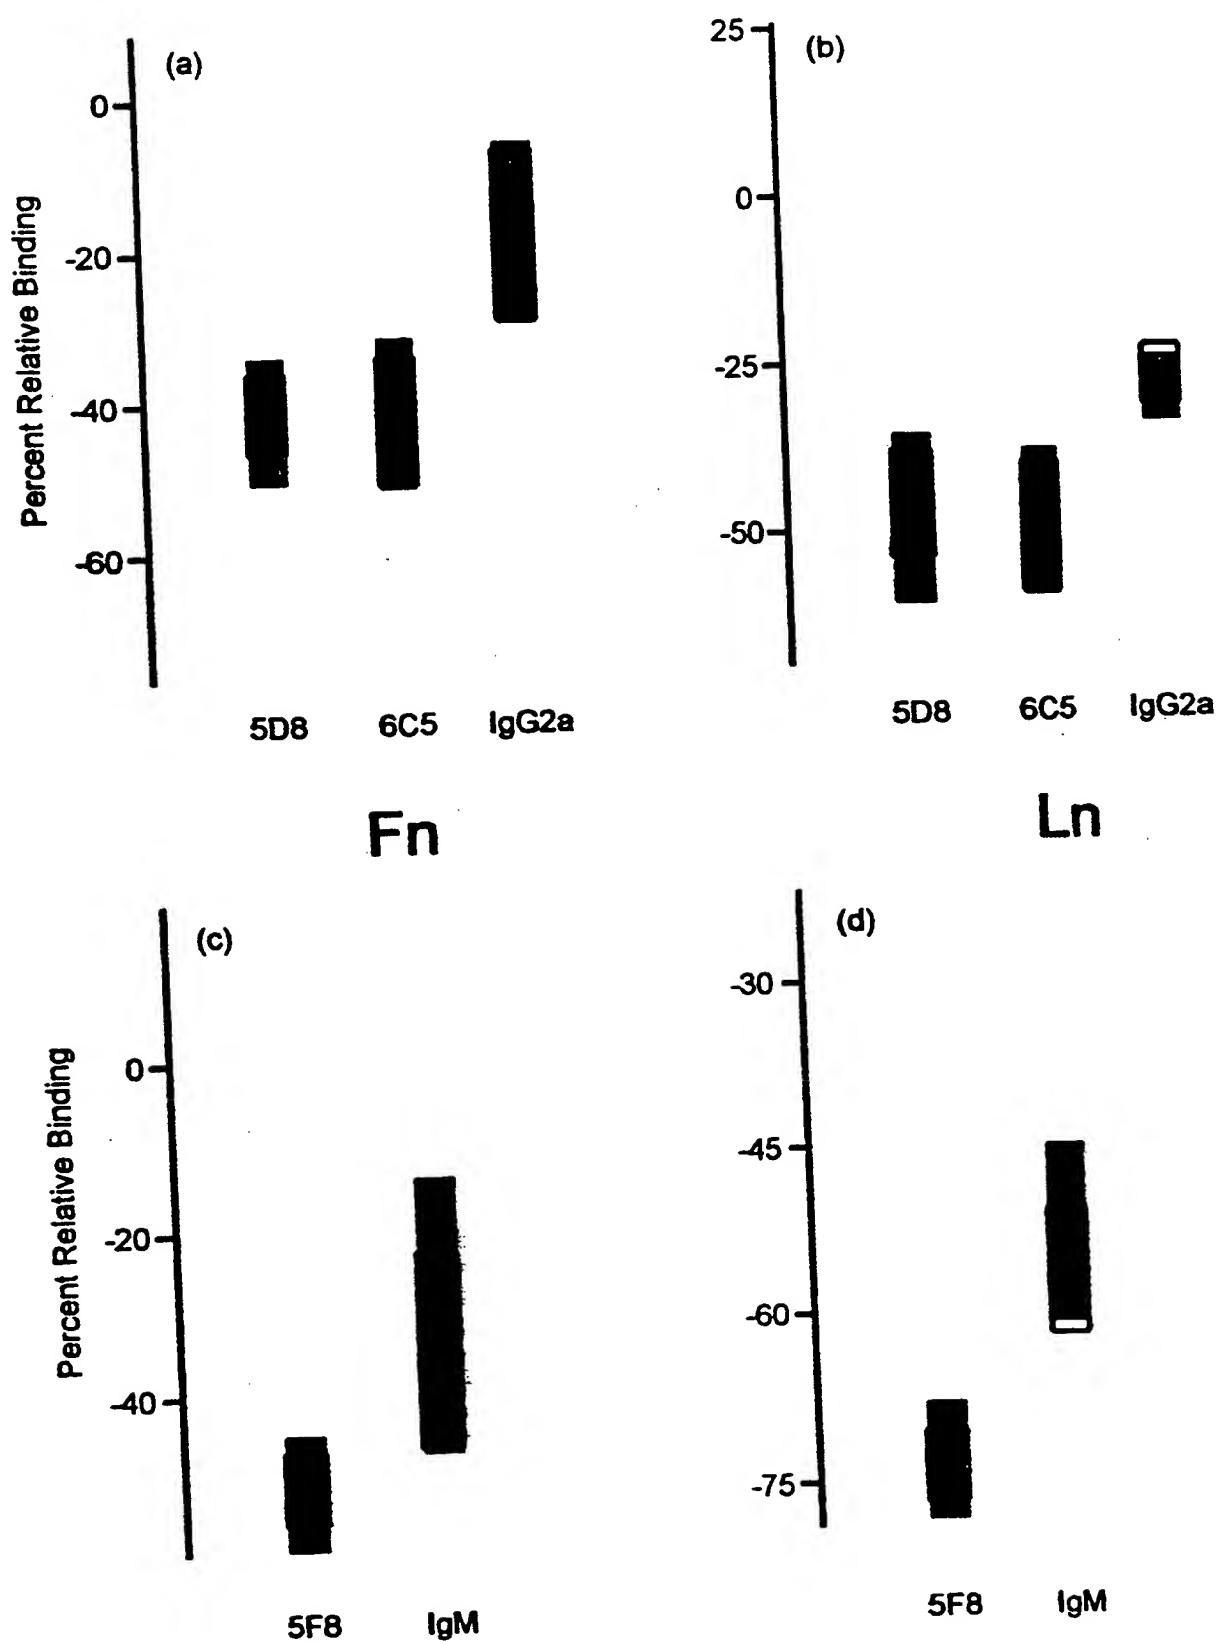 (a)
0
-20
-40
-60
Percent Relative Binding
5D8 6C5 IgG2a
Fn
(b)
25
0
-25
-50
5D8 6C5 IgG2a
Ln
(c)
0
-20
-40
Percent Relative Binding
5F8 IgM
(d)
-30
-45
-60
-75
5F8 IgM